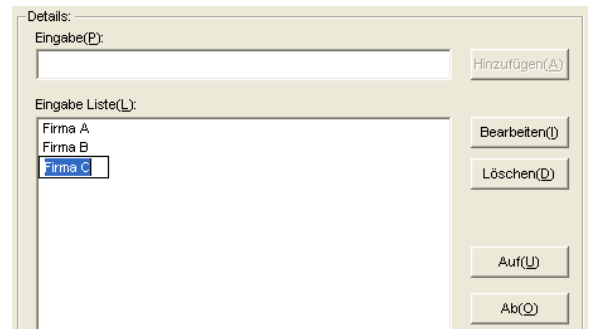 Details:
Eingabe(P):
Hinzufügen(A)
Eingabe Liste(L):
Firma A
Firma B
Firma C
Bearbeiten(I)
Löschen(D)
Auf(U)
Ab(O)